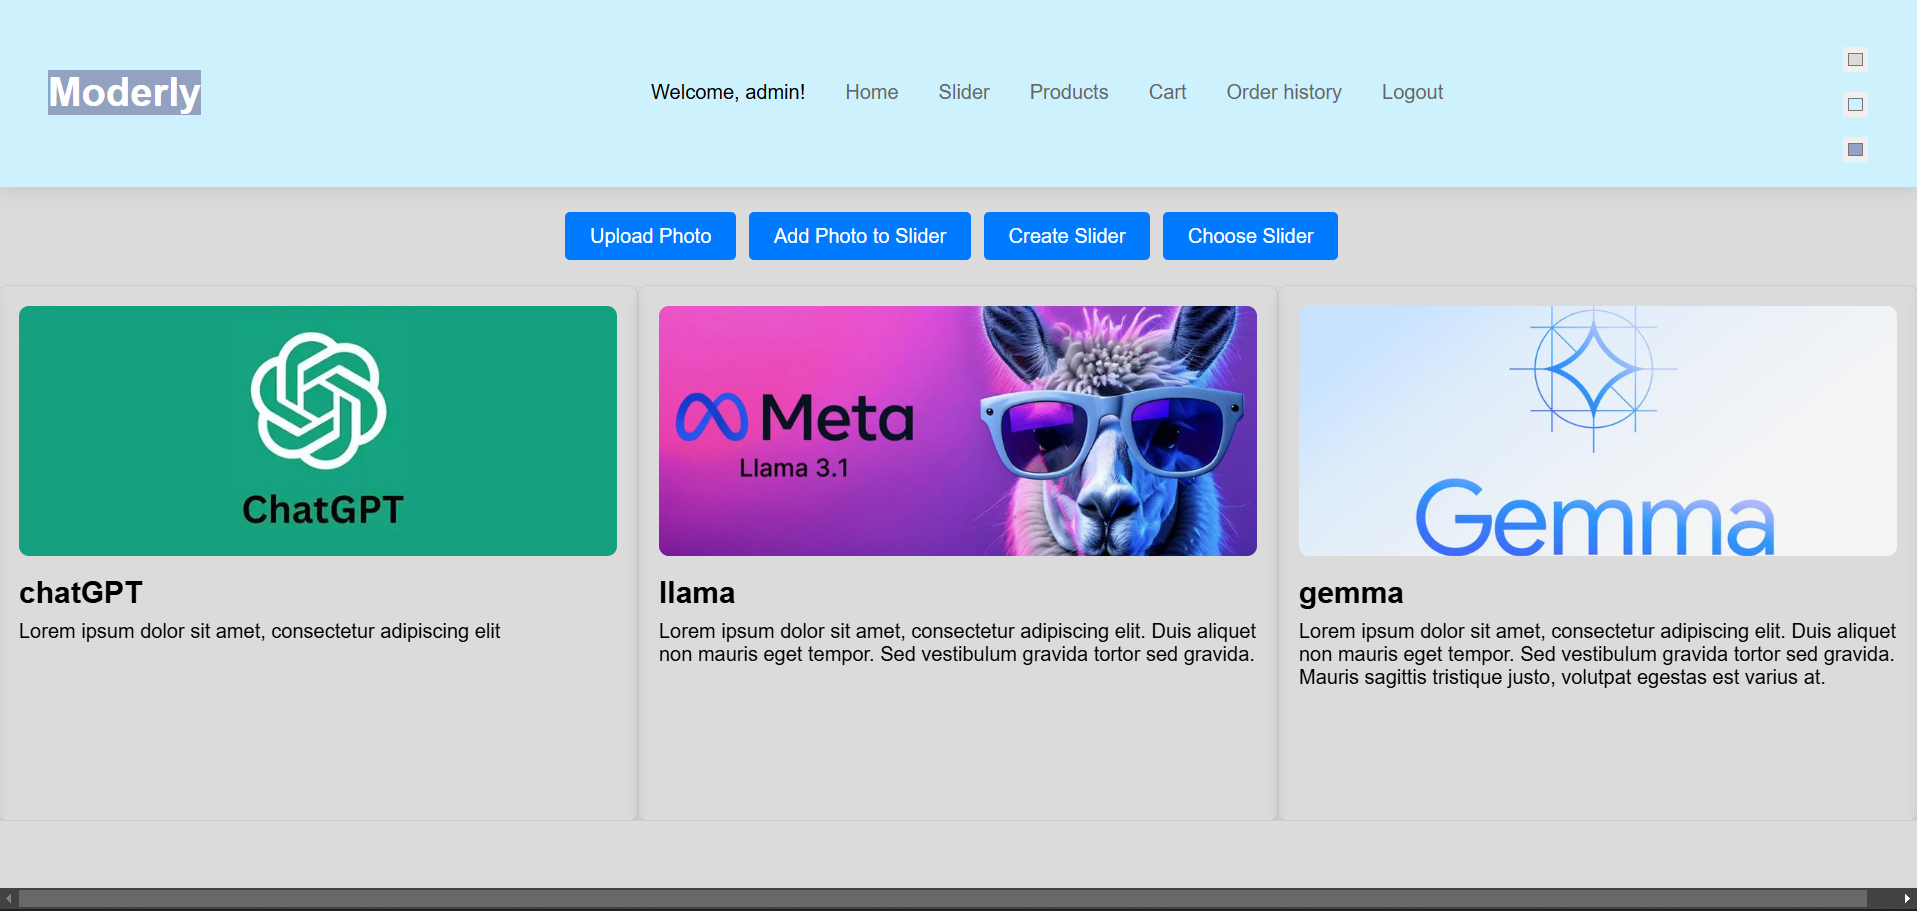 Moderly
Welcome, admin! Home Slider Products Cart Order history Logout
Upload Photo Add Photo to Slider Create Slider Choose Slider
ChatGPT
chatGPT
Lorem ipsum dolor sit amet, consectetur adipiscing elit
Meta
Llama 3.1
llama
Lorem ipsum dolor sit amet, consectetur adipiscing elit. Duis aliquet
non mauris eget tempor. Sed vestibulum gravida tortor sed gravida.
Gemma
gemma
Lorem ipsum dolor sit amet, consectetur adipiscing elit. Duis aliquet
non mauris eget tempor. Sed vestibulum gravida tortor sed gravida.
Mauris sagittis tristique justo, volutpat egestas est varius at.